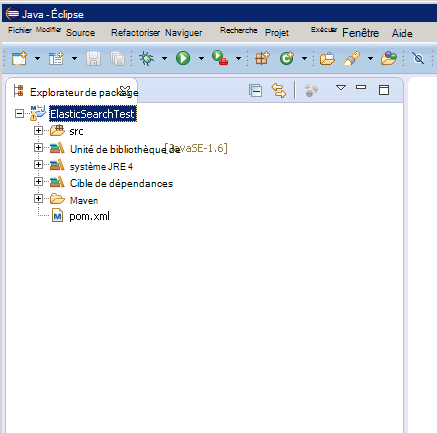 Java - Éclipse
Fichier Modifier Source Refactoriser Naviguer Recherche Projet Exécuter Fenêtre Aide
Explorateur de package
ElasticSearchTest
src
Unité de bibliothèque de [JavaSE-1.6]
système JRE 4
Cible de dépendances
Maven
pom.xml